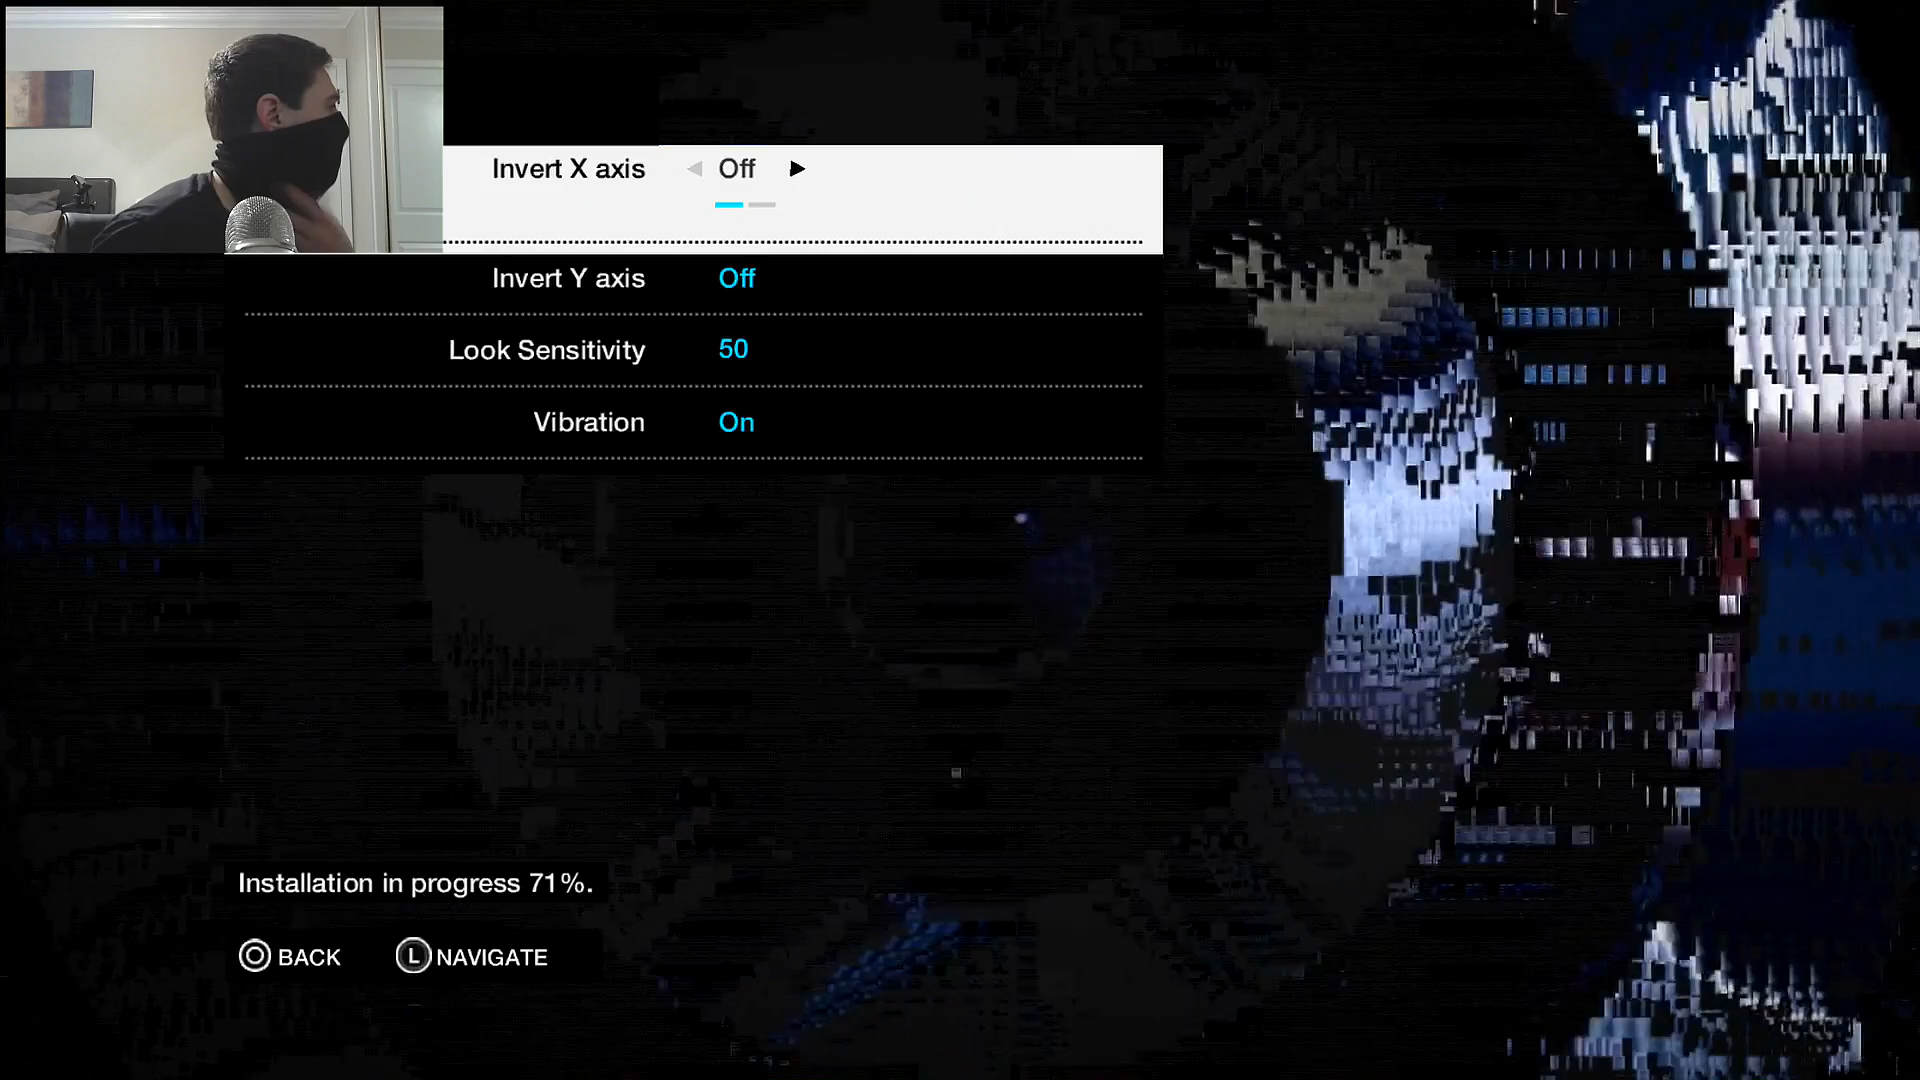 Invert X axis Off
Invert Y axis Off
Look Sensitivity 50
Vibration On
Installation in progress 71%.
BACK L NAVIGATE